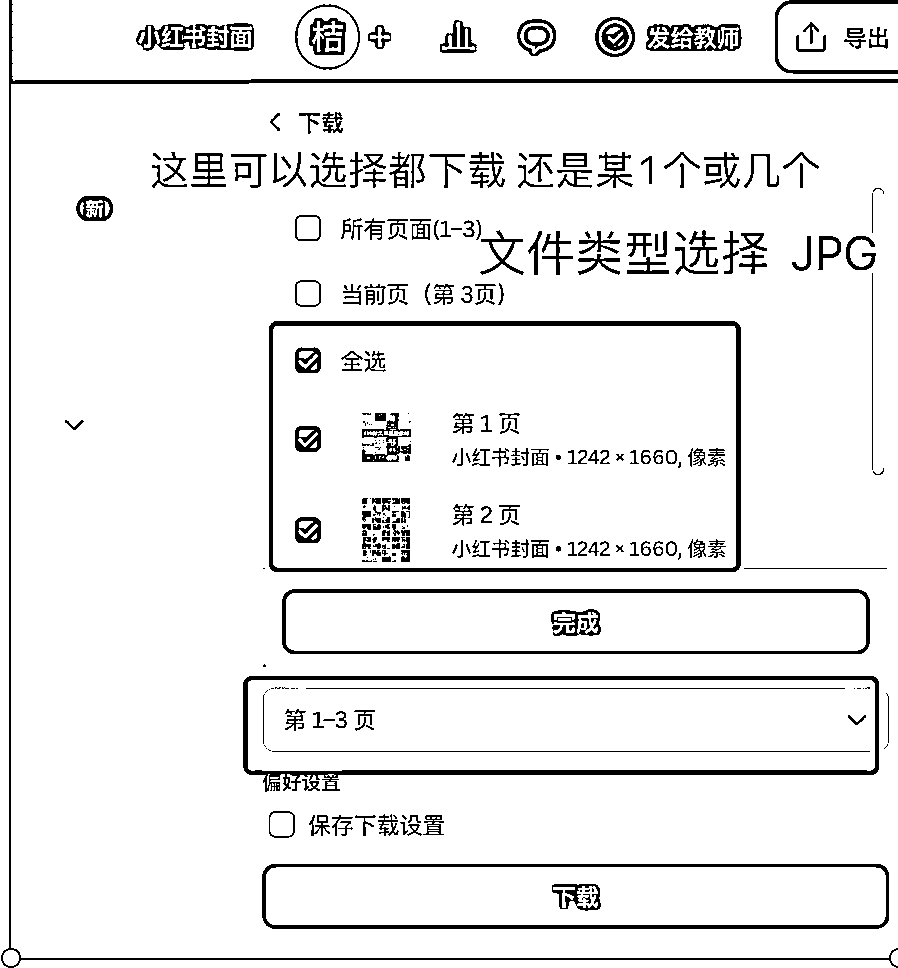 小红书封面 桔 发给教师 导出
下载
这里可以选择都下载 还是某1个或几个
(新)
所有页面(1–3)
文件类型选择 JPG
当前页（第 3页）
全选
第 1 页
小红书封面 • 1242 × 1660, 像素
第 2 页
小红书封面 • 1242 × 1660, 像素
完成
第 1–3 页
偏好设置
保存下载设置
下载